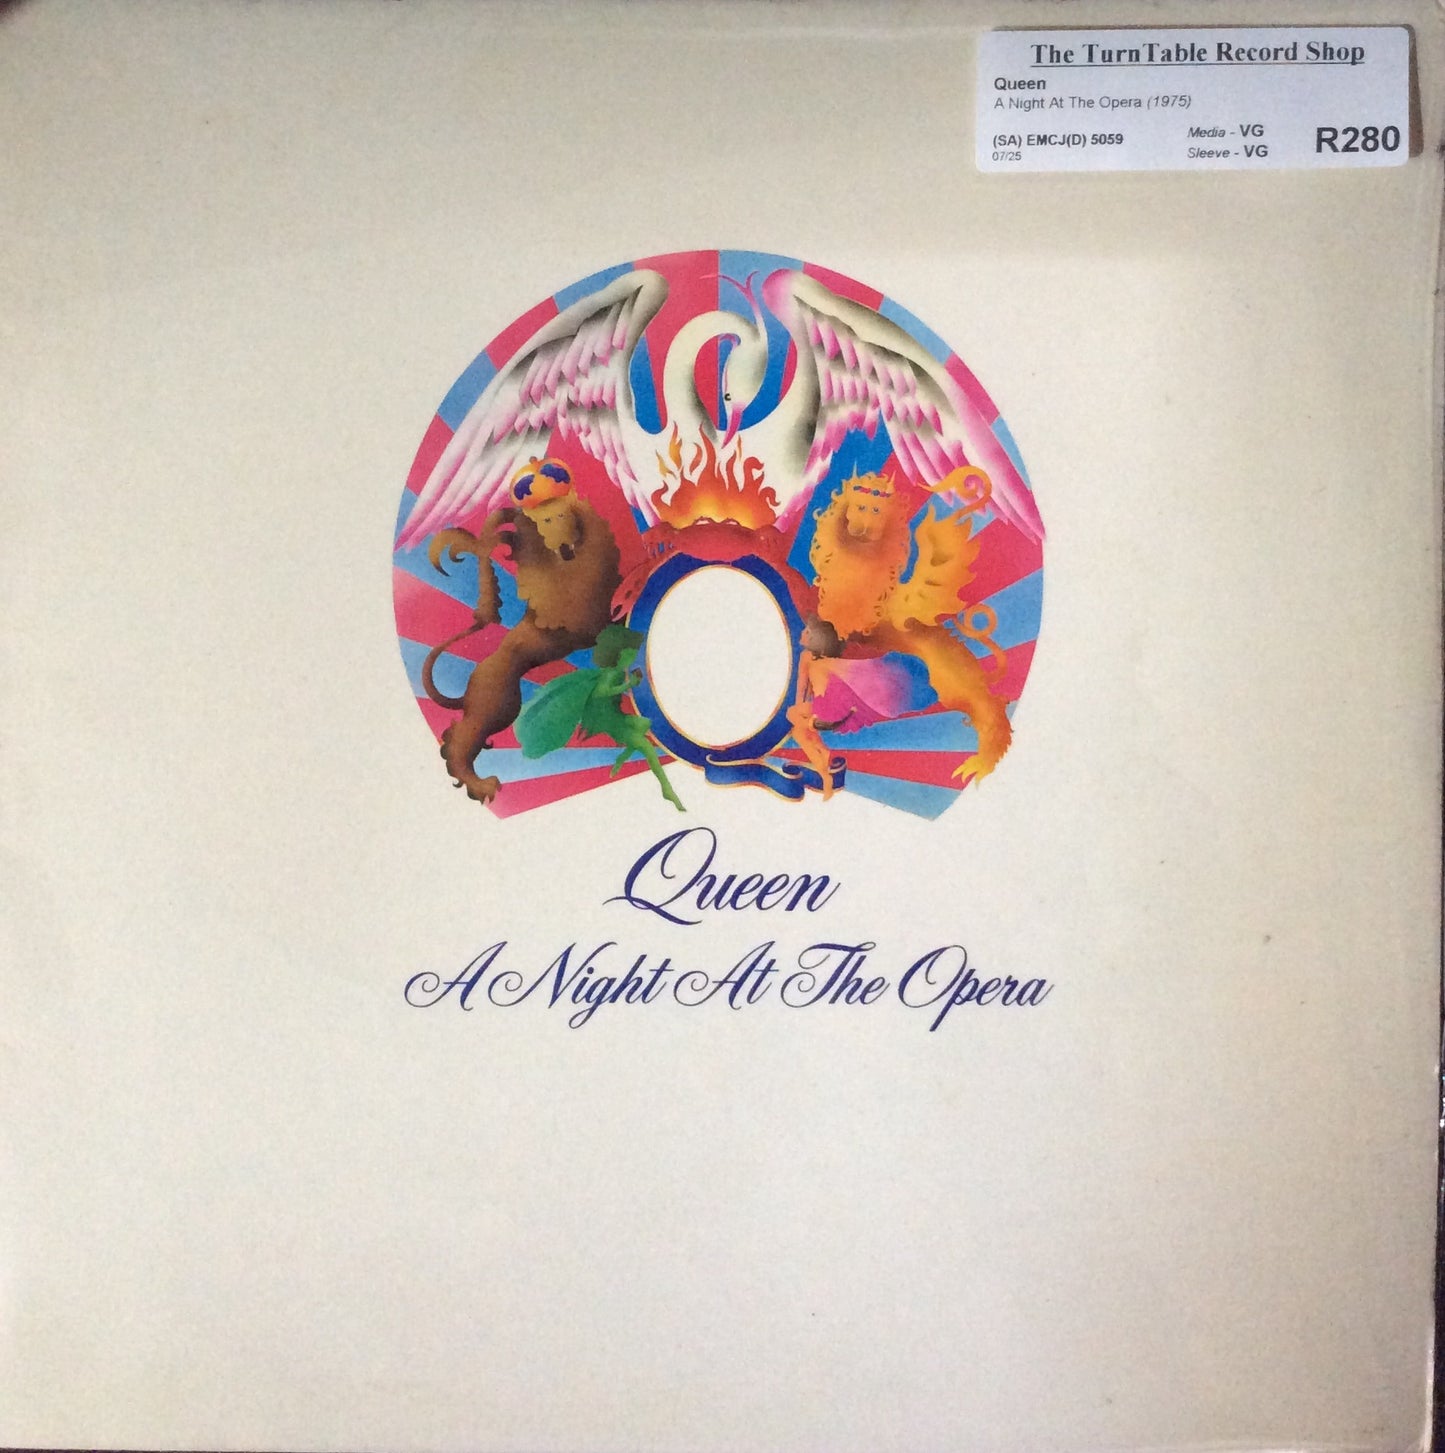 The TurnTable Record Shop
Queen
A Night At The Opera (1975)
(SA) EMCJ(D) 5059
07/25
Media - VG
Sleeve - VG
R280
Queen
A Night At The Opera